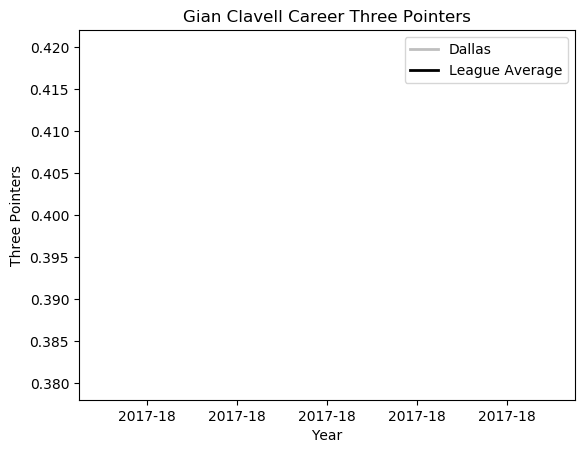 Gian Clavell Career Three Pointers
Dallas
League Average
Three Pointers
0.420
0.415
0.410
0.405
0.400
0.395
0.390
0.385
0.380
2017-18 2017-18 2017-18 2017-18 2017-18
Year